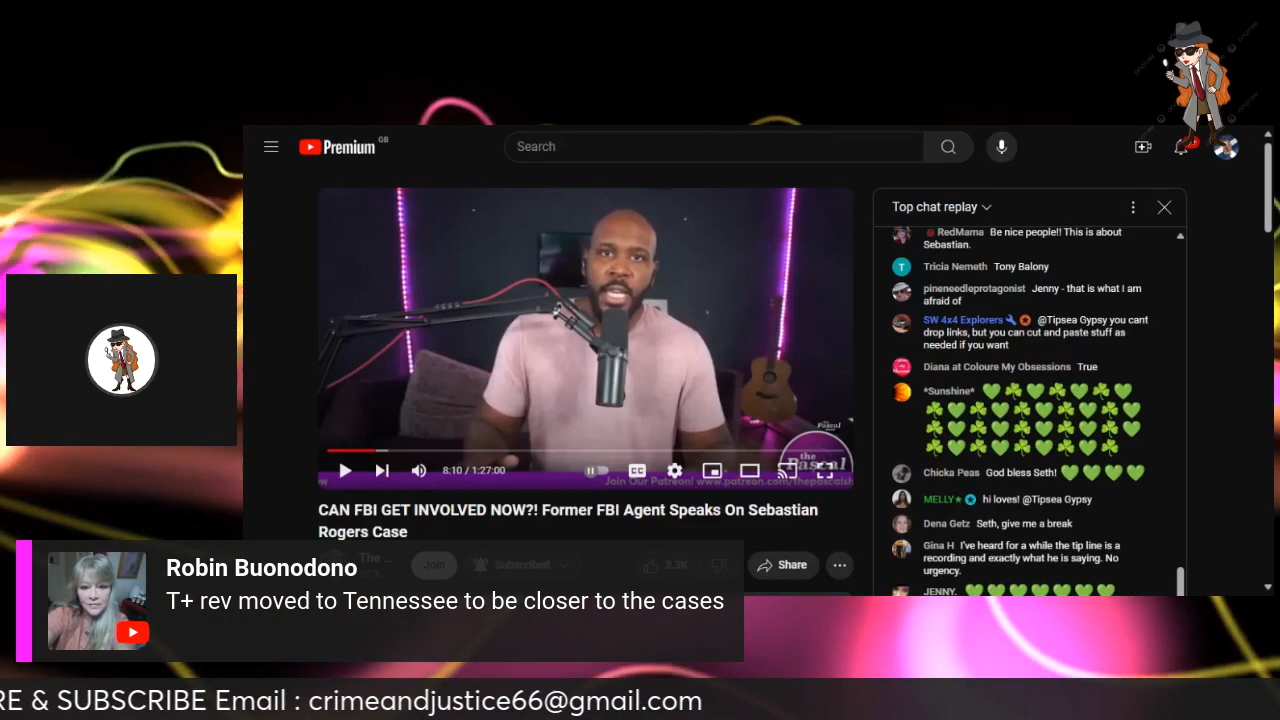 Premium GB
Search
Top chat replay
RedMama Be nice people!! This is about
Sebastian.
T
Tricia Nemeth Tony Balony
pineneedleprotagonist Jenny - that is what I am
afraid of
SW 4x4 Explorers @Tipsea Gypsy you cant
drop links, but you can cut and paste stuff as
needed if you want
Diana at Coloure My Obsessions True
*Sunshine*
Chicka Peas God bless Seth!
MELLY★ hi loves! @Tipsea Gypsy
Dena Getz Seth, give me a break
Gina H I've heard for a while the tip line is a
recording and exactly what he is saying. No
urgency.
JENNY.
the
Pascal
8:10 / 1:27:00
CC
Join Our Patreon! www.patreon.com/thepascalsh
CAN FBI GET INVOLVED NOW?! Former FBI Agent Speaks On Sebastian
Rogers Case
The ...
Join
Subscribed
2.3K
Share
Robin Buonodono
T+ rev moved to Tennessee to be closer to the cases
RE & SUBSCRIBE Email : crimeandjustice66@gmail.com